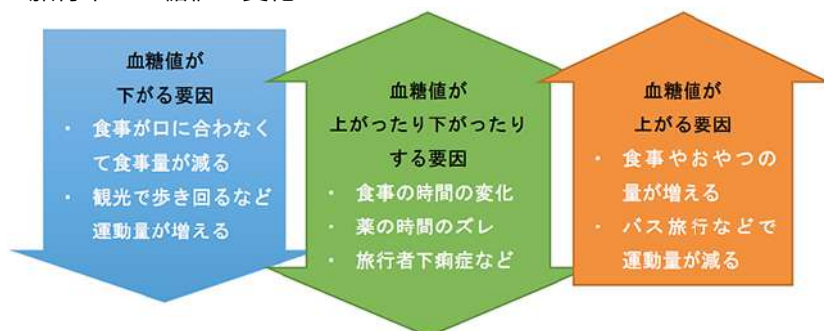 血糖値が
下がる要因
・ 食事が口に合わなく
て食事量が減る
・ 観光で歩き回るなど
運動量が増える
血糖値が
上がったり下がったり
する要因
・ 食事の時間の変化
・ 薬の時間のズレ
・ 旅行者下痢症など
血糖値が
上がる要因
・ 食事やおやつの
量が増える
・ バス旅行などで
運動量が減る